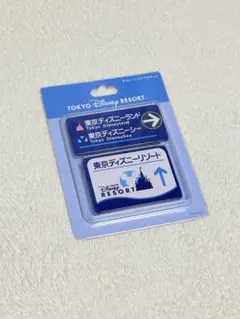 TOKYO Disney RESORT®
東京ディズニーランド
Tokyo Disneyland
東京ディズニーシー
Tokyo DisneySea
東京ディズニーリゾート
Disney
RESORT